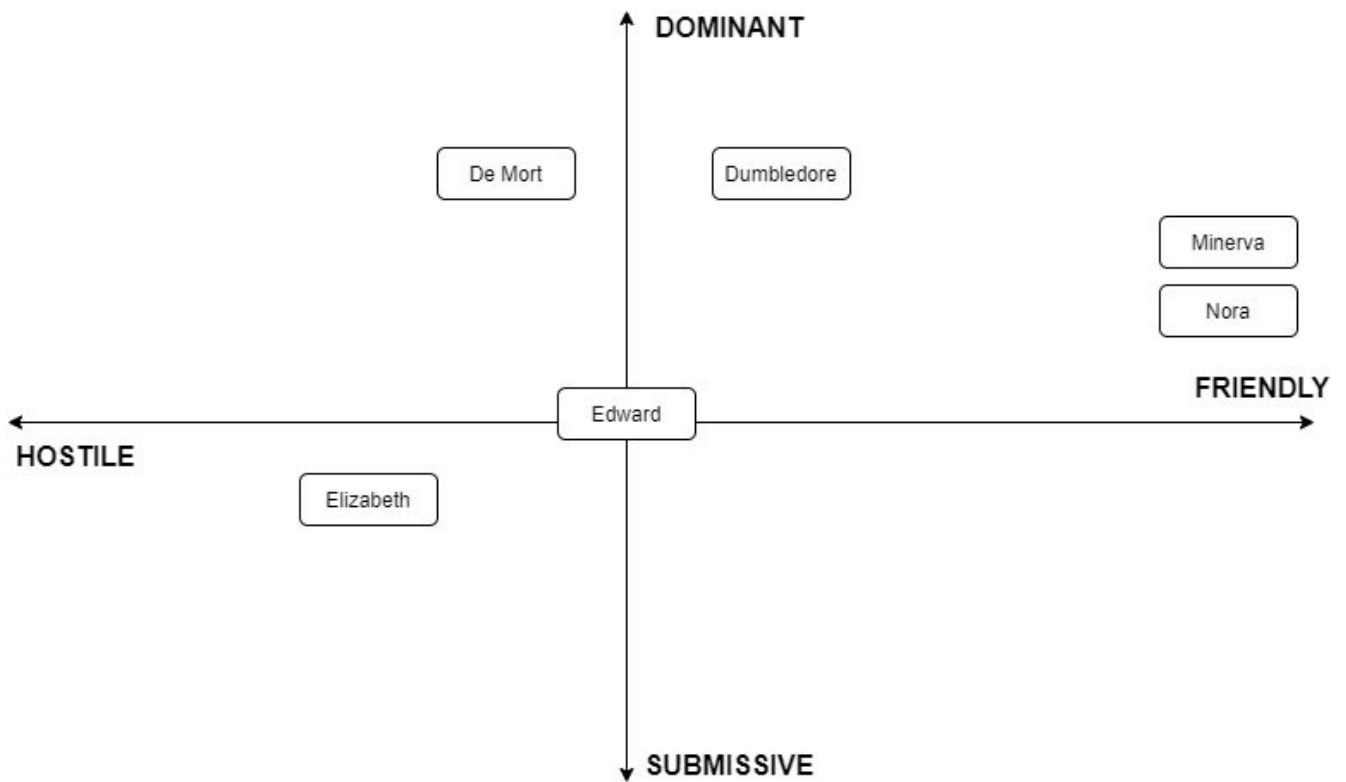 DOMINANT
De Mort
Dumbledore
Minerva
Nora
FRIENDLY
Edward
HOSTILE
Elizabeth
SUBMISSIVE